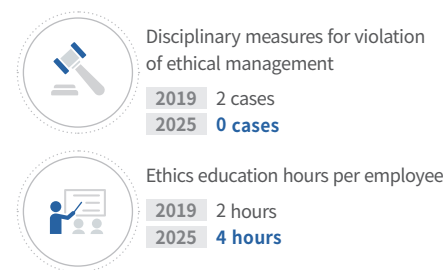 Disciplinary measures for violation
of ethical management
2019 2 cases
2025 0 cases
Ethics education hours per employee
2019 2 hours
2025 4 hours